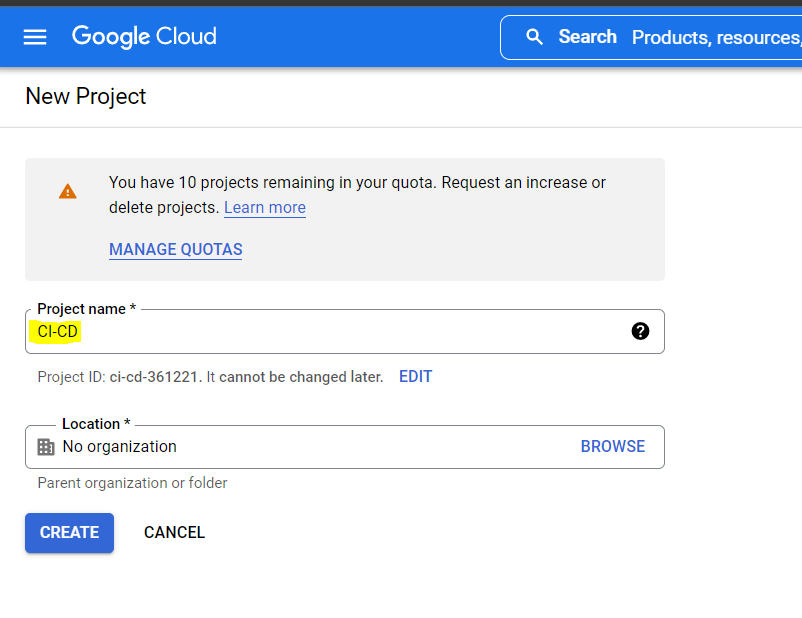 Google Cloud
Search Products, resources,
New Project
You have 10 projects remaining in your quota. Request an increase or
delete projects. Learn more
MANAGE QUOTAS
Project name *
CI-CD
Project ID: ci-cd-361221. It cannot be changed later. EDIT
Location *
No organization BROWSE
Parent organization or folder
CREATE CANCEL